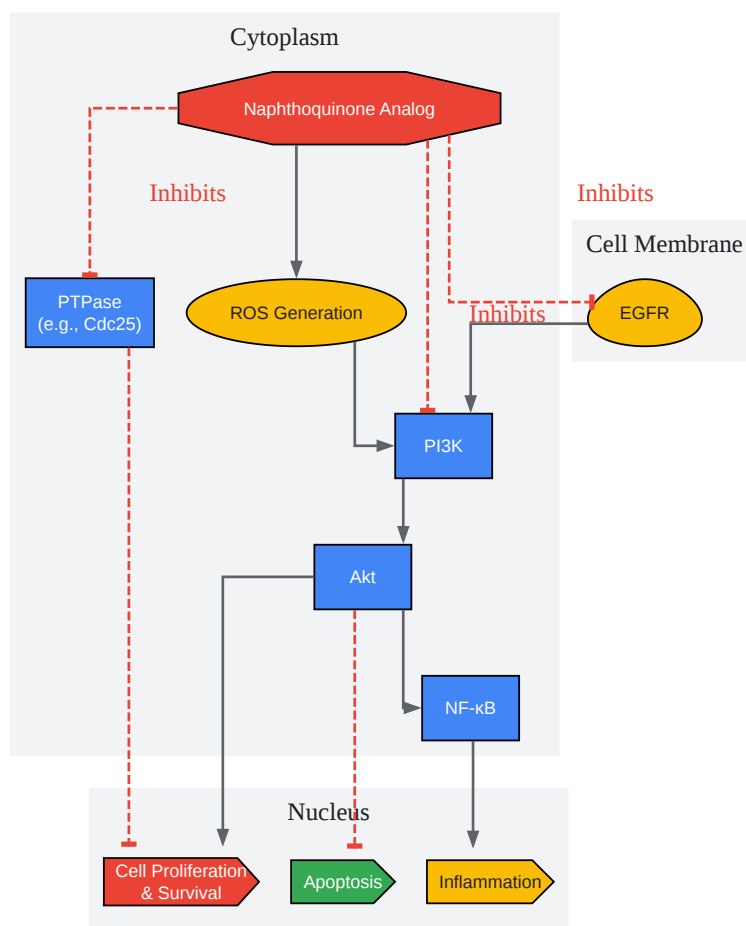 Cytoplasm
Naphthoquinone Analog
Inhibits
Inhibits
Cell Membrane
PTPase
(e.g., Cdc25)
ROS Generation
Inhibits
EGFR
PI3K
Akt
NF-κB
Nucleus
Cell Proliferation
& Survival
Apoptosis
Inflammation